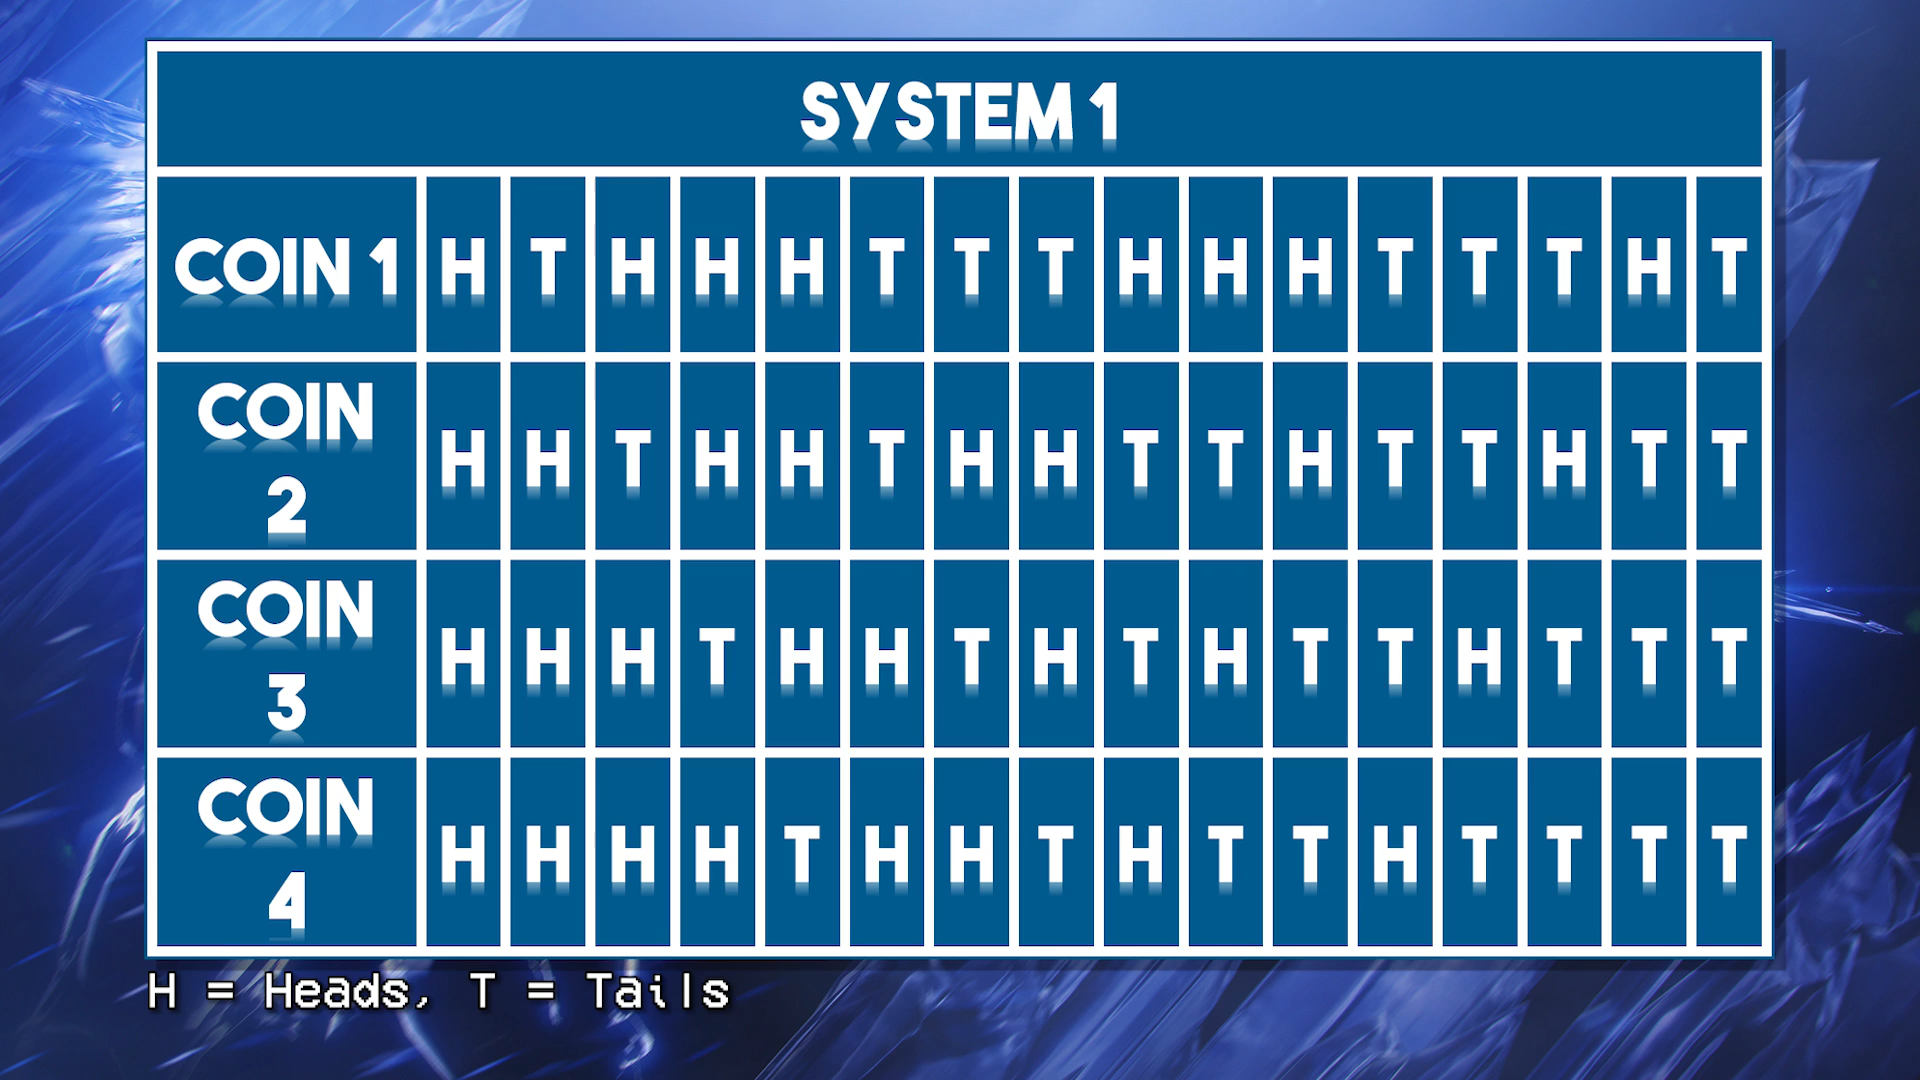 SYSTEM 1
COIN 1 H T H H H T T T H H H T T T H T
COIN
2
H H T H H T H H T T H T T H T T
COIN
3
H H H T H H T H T H T T H T T T
COIN
4
H H H H T H H T H T T H T T T T
H = Heads, T = Tails